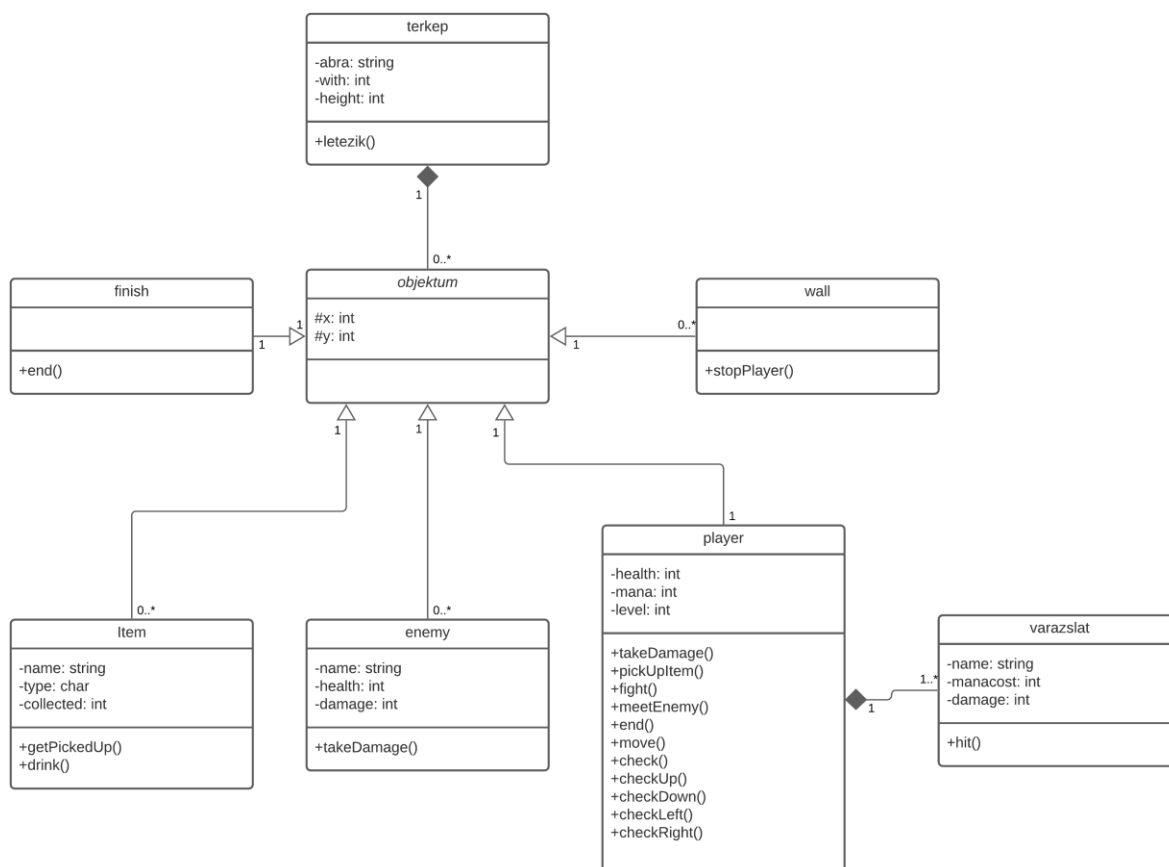 terkep
-abra: string
-with: int
-height: int
+letezik()
1
0..*
finish
+end()
1
1
objektum
#x: int
#y: int
1
0..*
wall
+stopPlayer()
1
1
1
0..*
Item
-name: string
-type: char
-collected: int
+getPickedUp()
+drink()
0..*
enemy
-name: string
-health: int
-damage: int
+takeDamage()
1
player
-health: int
-mana: int
-level: int
+takeDamage()
+pickUpItem()
+fight()
+meetEnemy()
+end()
+move()
+check()
+checkUp()
+checkDown()
+checkLeft()
+checkRight()
1
1..*
varazslat
-name: string
-manacost: int
-damage: int
+hit()